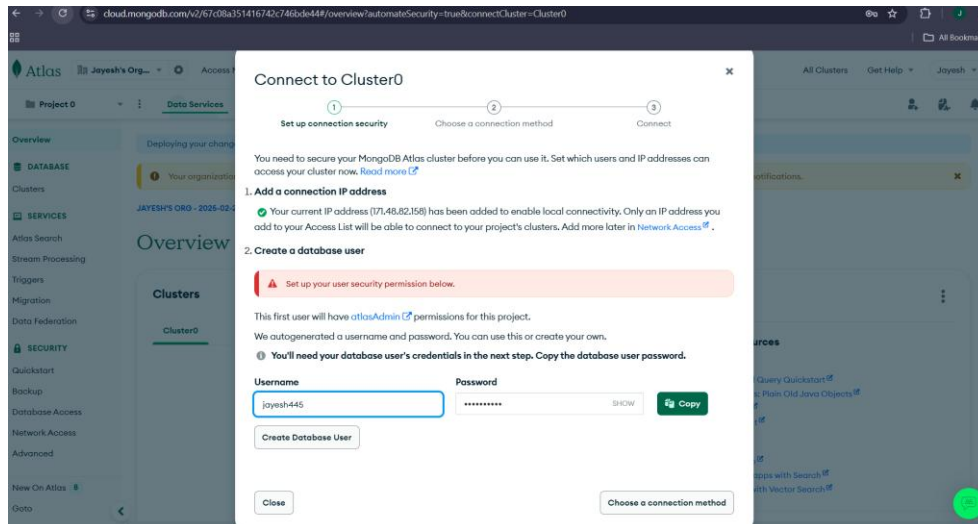 cloud.mongodb.com/v2/67c08a351416742c746bde44#/overview?automateSecurity=true&connectCluster=Cluster0
All Bookma
Atlas
Jayesh's Org...
Access
All Clusters
Get Help
Jayesh
Project 0
Data Services
Overview
DATABASE
Clusters
SERVICES
Atlas Search
Stream Processing
Triggers
Migration
Data Federation
SECURITY
Quickstart
Backup
Database Access
Network Access
Advanced
New On Atlas 8
Goto
Deploying your chang
Your organizatio
JAYESH'S ORG - 2025-02-2
Overview
Clusters
Cluster0
Connect to Cluster0
1
2
3
Set up connection security
Choose a connection method
Connect
You need to secure your MongoDB Atlas cluster before you can use it. Set which users and IP addresses can
access your cluster now. Read more
1. Add a connection IP address
Your current IP address (171.48.82.158) has been added to enable local connectivity. Only an IP address you
add to your Access List will be able to connect to your project's clusters. Add more later in Network Access .
2. Create a database user
Set up your user security permission below.
This first user will have atlasAdmin permissions for this project.
We autogenerated a username and password. You can use this or create your own.
You'll need your database user's credentials in the next step. Copy the database user password.
Username
Password
jayesh445
SHOW
Copy
Create Database User
Close
Choose a connection method
otifications.
urces
Query Quickstart
: Plain Old Java Objects
apps with Search
with Vector Search